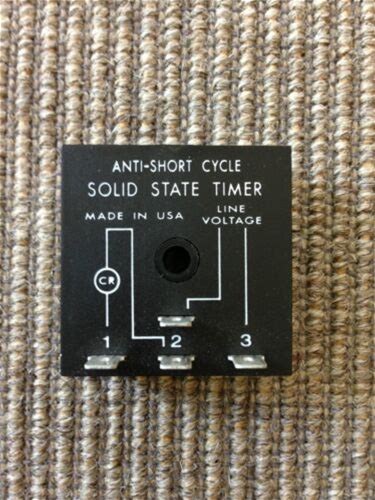 ANTI-SHORT CYCLE
SOLID STATE TIMER
MADE IN USA
LINE
VOLTAGE
CR
1 2 3